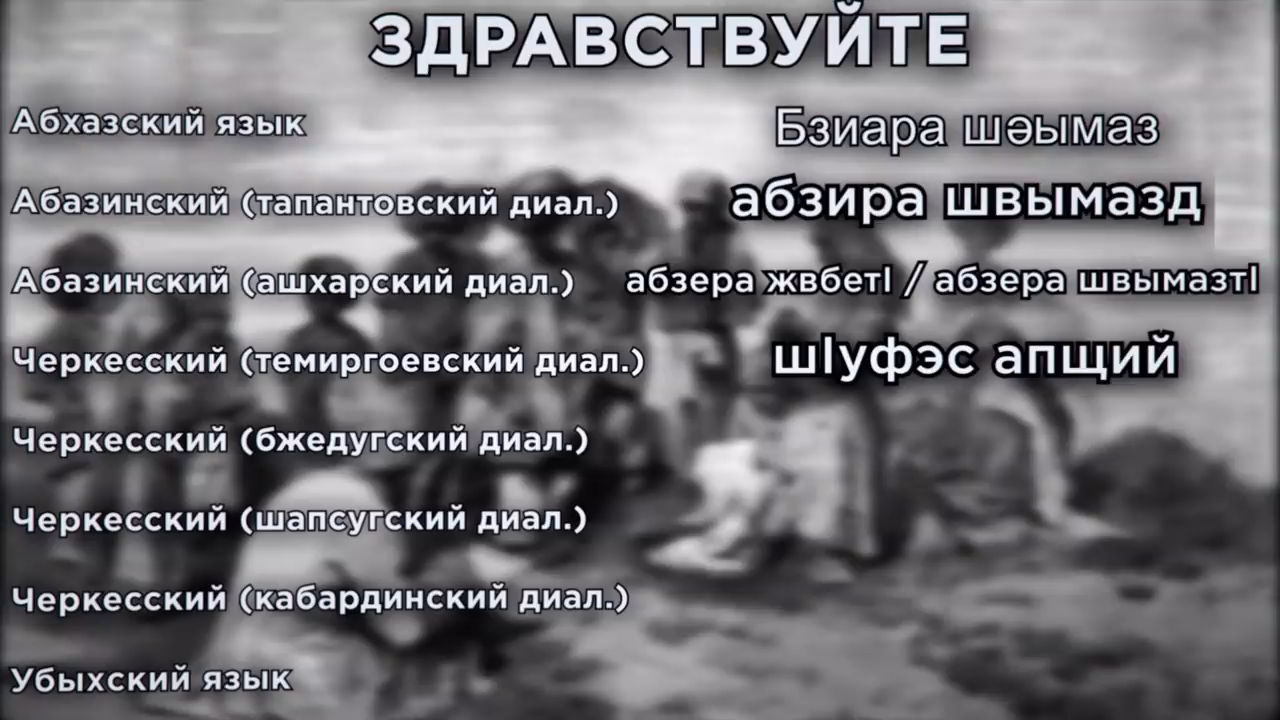 ЗДРАВСТВУЙТЕ
Абхазский язык Бзиара шәымаз
Абазинский (тапантовский диал.) абзира швымазд
Абазинский (ашхарский диал.) абзера жвбетӀ / абзера швымазтӀ
Черкесский (темиргоевский диал.) шӀуфэс апщий
Черкесский (бжедугский диал.)
Черкесский (шапсугский диал.)
Черкесский (кабардинский диал.)
Убыхский язык